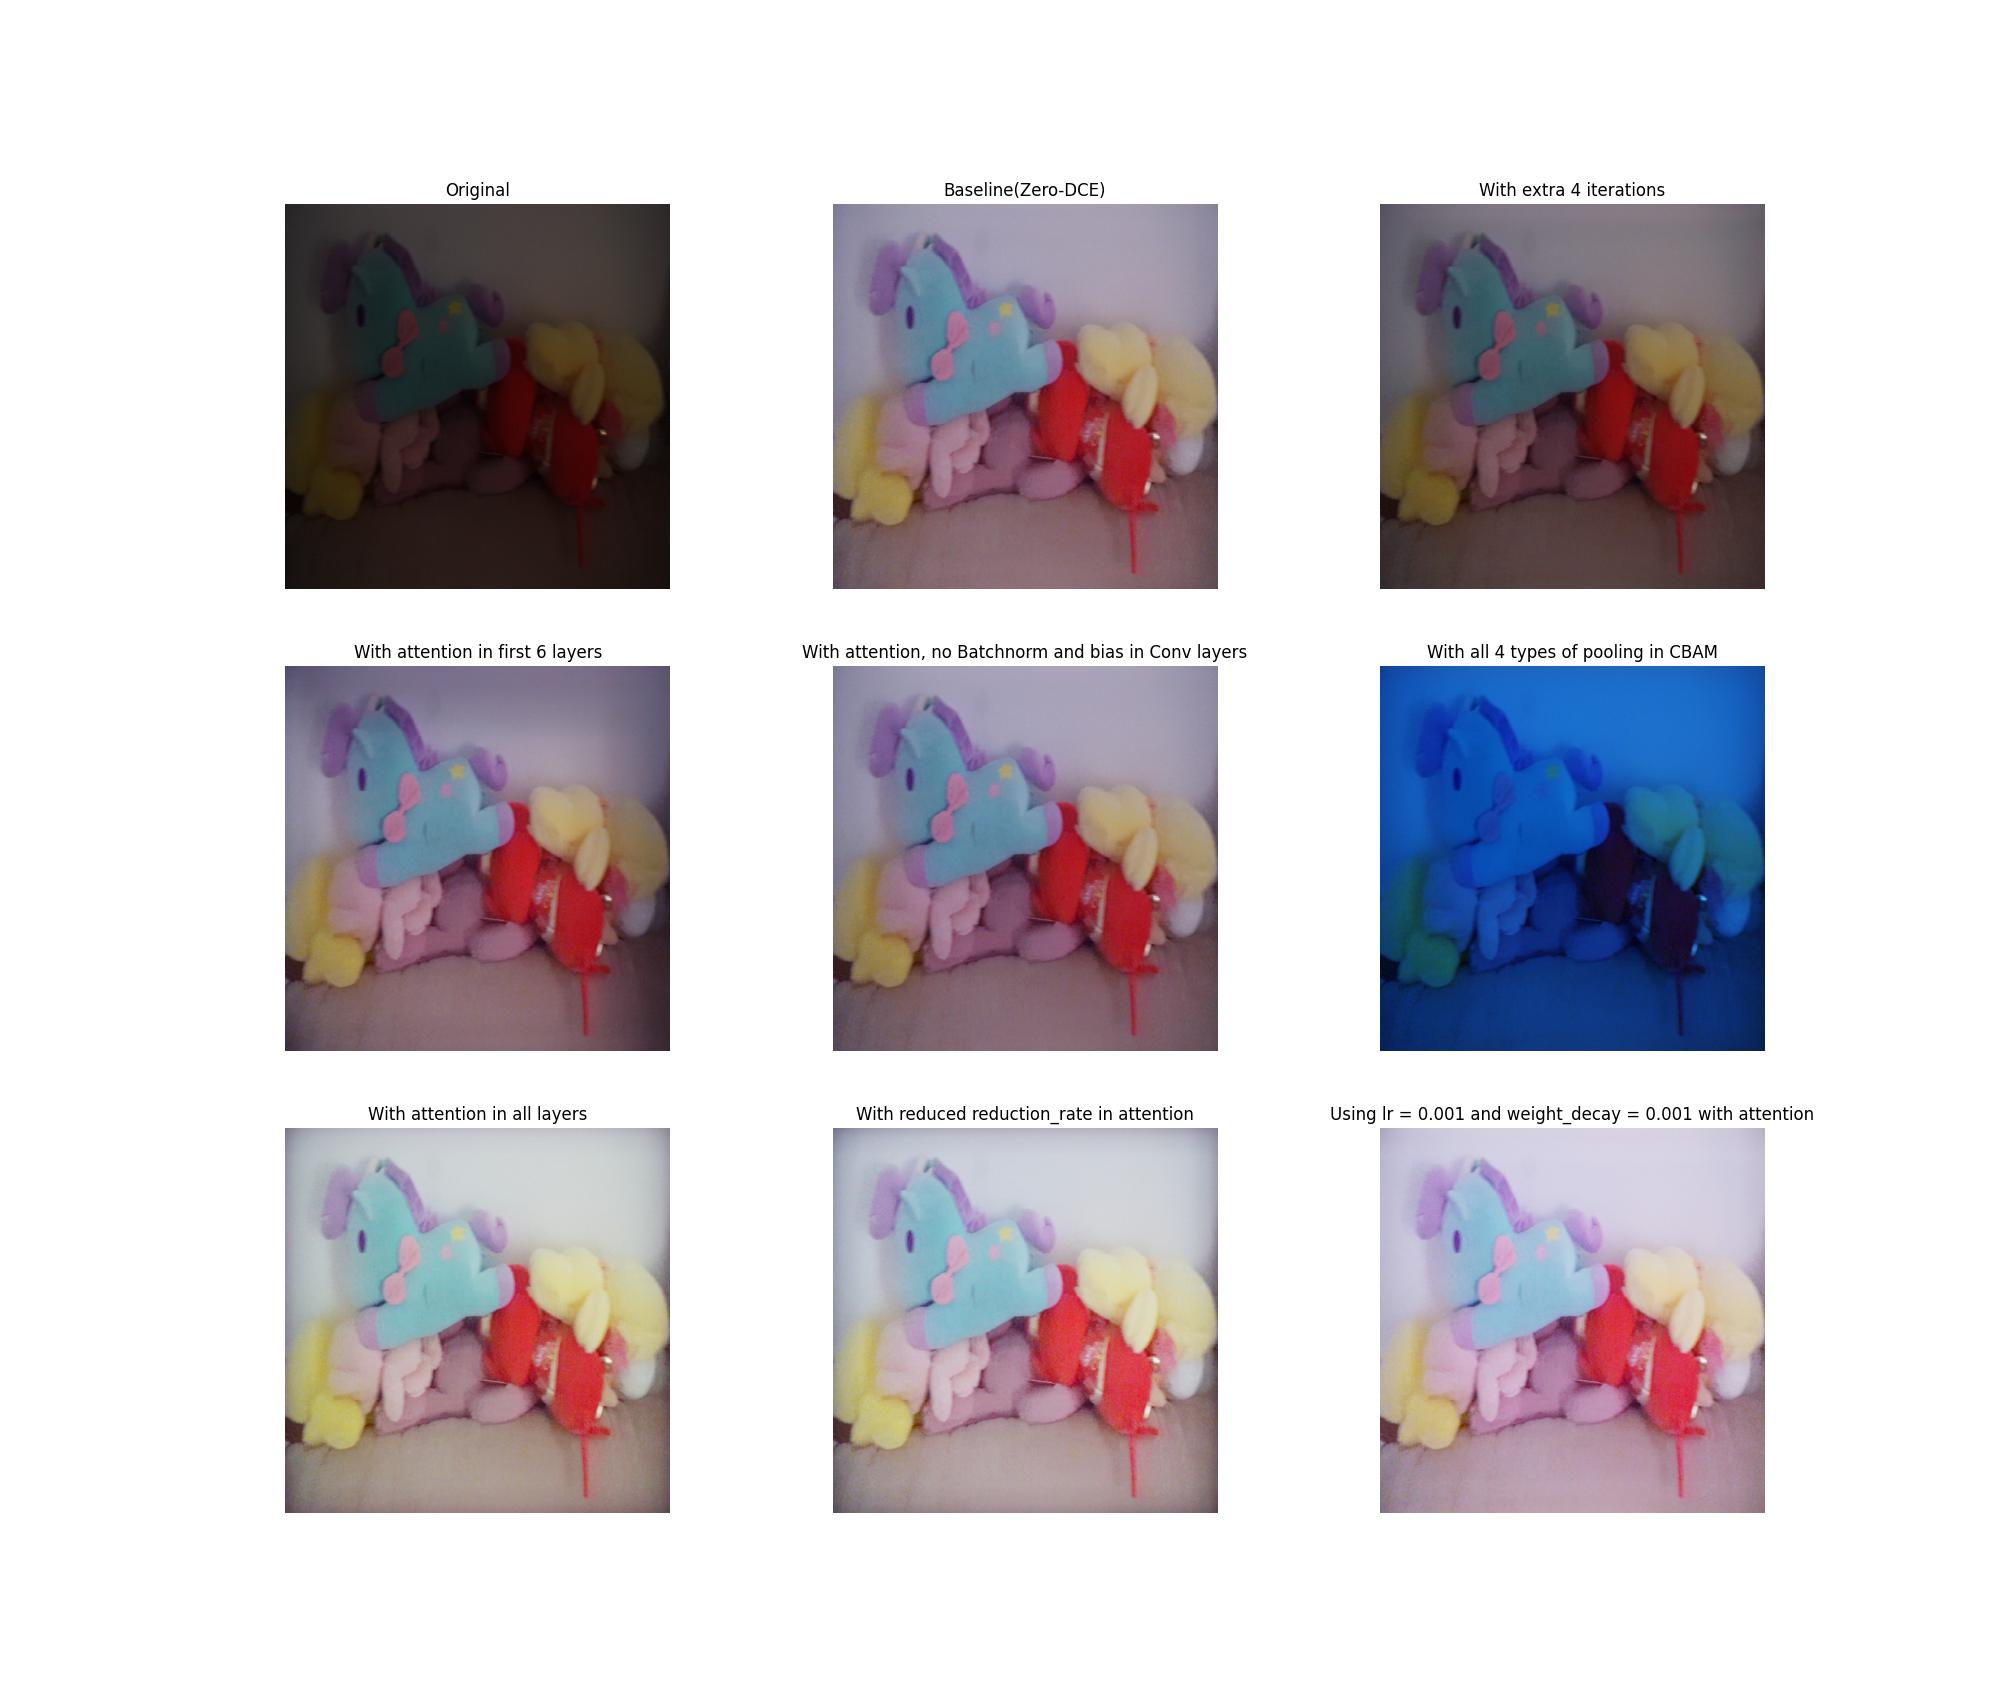 Original
Baseline(Zero-DCE)
With extra 4 iterations
With attention in first 6 layers
With attention, no Batchnorm and bias in Conv layers
With all 4 types of pooling in CBAM
With attention in all layers
With reduced reduction_rate in attention
Using lr = 0.001 and weight_decay = 0.001 with attention